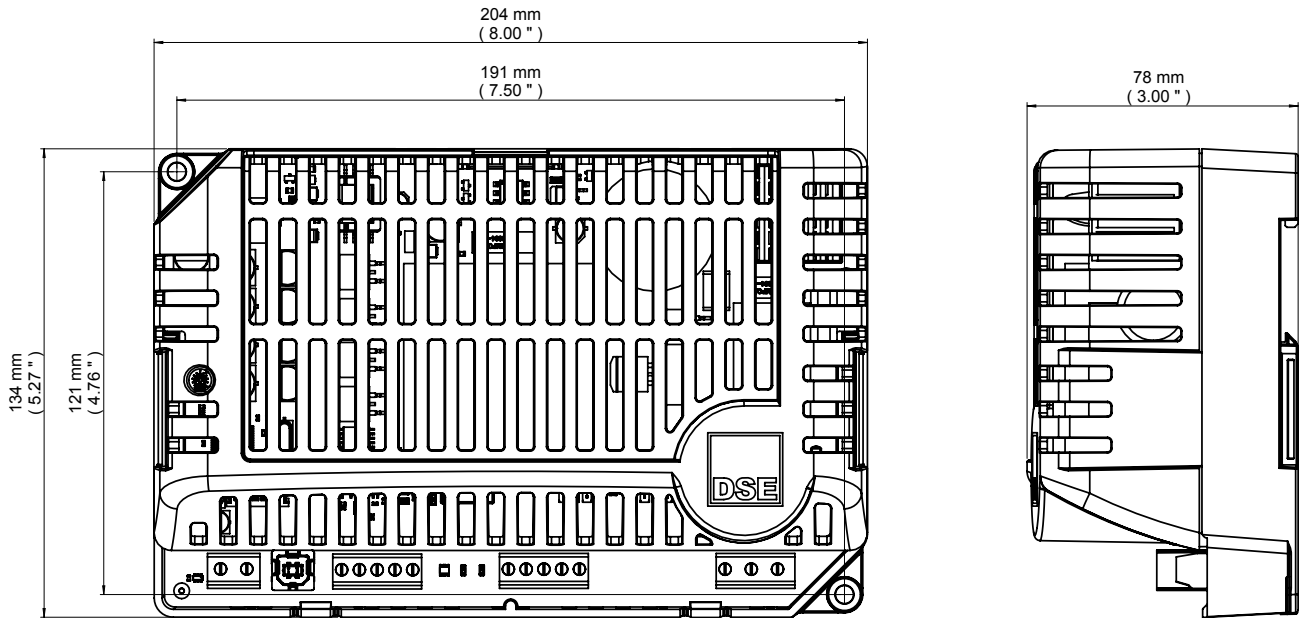 204 mm
( 8.00 " )
191 mm
( 7.50 " )
78 mm
( 3.00 " )
134 mm
( 5.27 " )
121 mm
( 4.76 " )
DSE